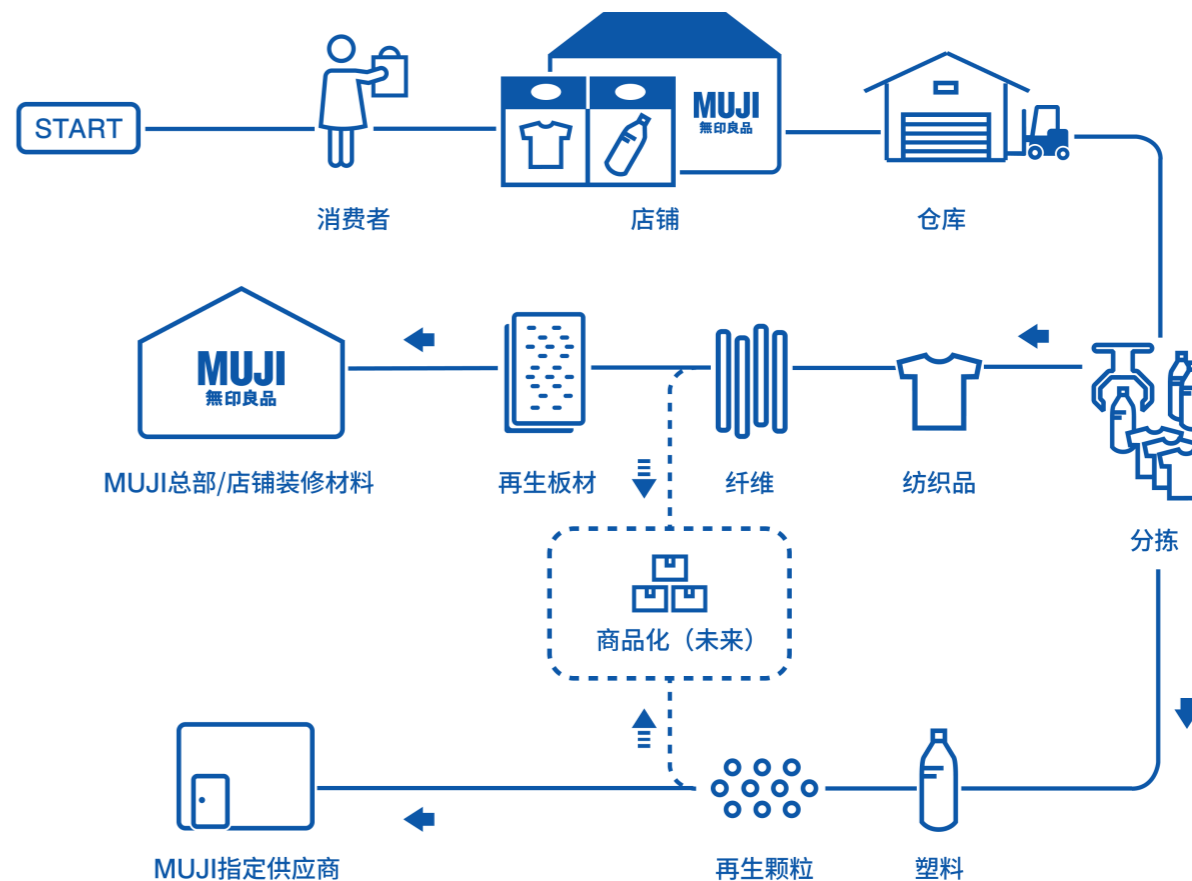 START
MUJI
無印良品
消费者
店铺
仓库
MUJI
無印良品
MUJI总部/店铺装修材料
再生板材
纤维
纺织品
分拣
商品化（未来）
MUJI指定供应商
再生颗粒
塑料